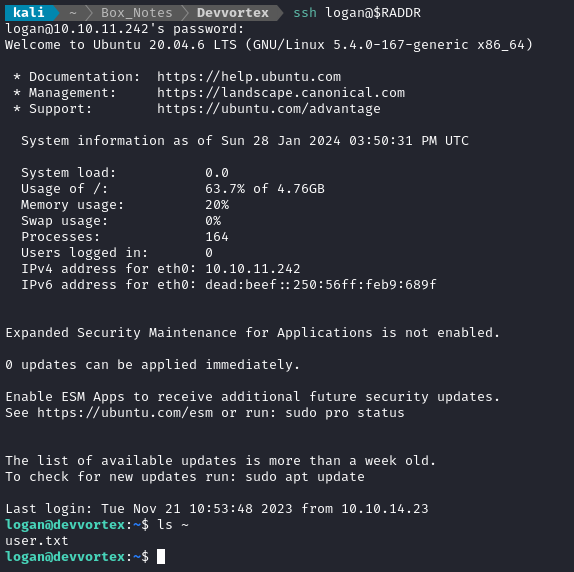 kali ~ Box_Notes Devvortex ssh logan@$RADDR
logan@10.10.11.242's password:
Welcome to Ubuntu 20.04.6 LTS (GNU/Linux 5.4.0-167-generic x86_64)
* Documentation: https://help.ubuntu.com
* Management: https://landscape.canonical.com
* Support: https://ubuntu.com/advantage
System information as of Sun 28 Jan 2024 03:50:31 PM UTC
System load: 0.0
Usage of /: 63.7% of 4.76GB
Memory usage: 20%
Swap usage: 0%
Processes: 164
Users logged in: 0
IPv4 address for eth0: 10.10.11.242
IPv6 address for eth0: dead:beef::250:56ff:feb9:689f
Expanded Security Maintenance for Applications is not enabled.
0 updates can be applied immediately.
Enable ESM Apps to receive additional future security updates.
See https://ubuntu.com/esm or run: sudo pro status
The list of available updates is more than a week old.
To check for new updates run: sudo apt update
Last login: Tue Nov 21 10:53:48 2023 from 10.10.14.23
logan@devvortex:~$ ls ~
user.txt
logan@devvortex:~$